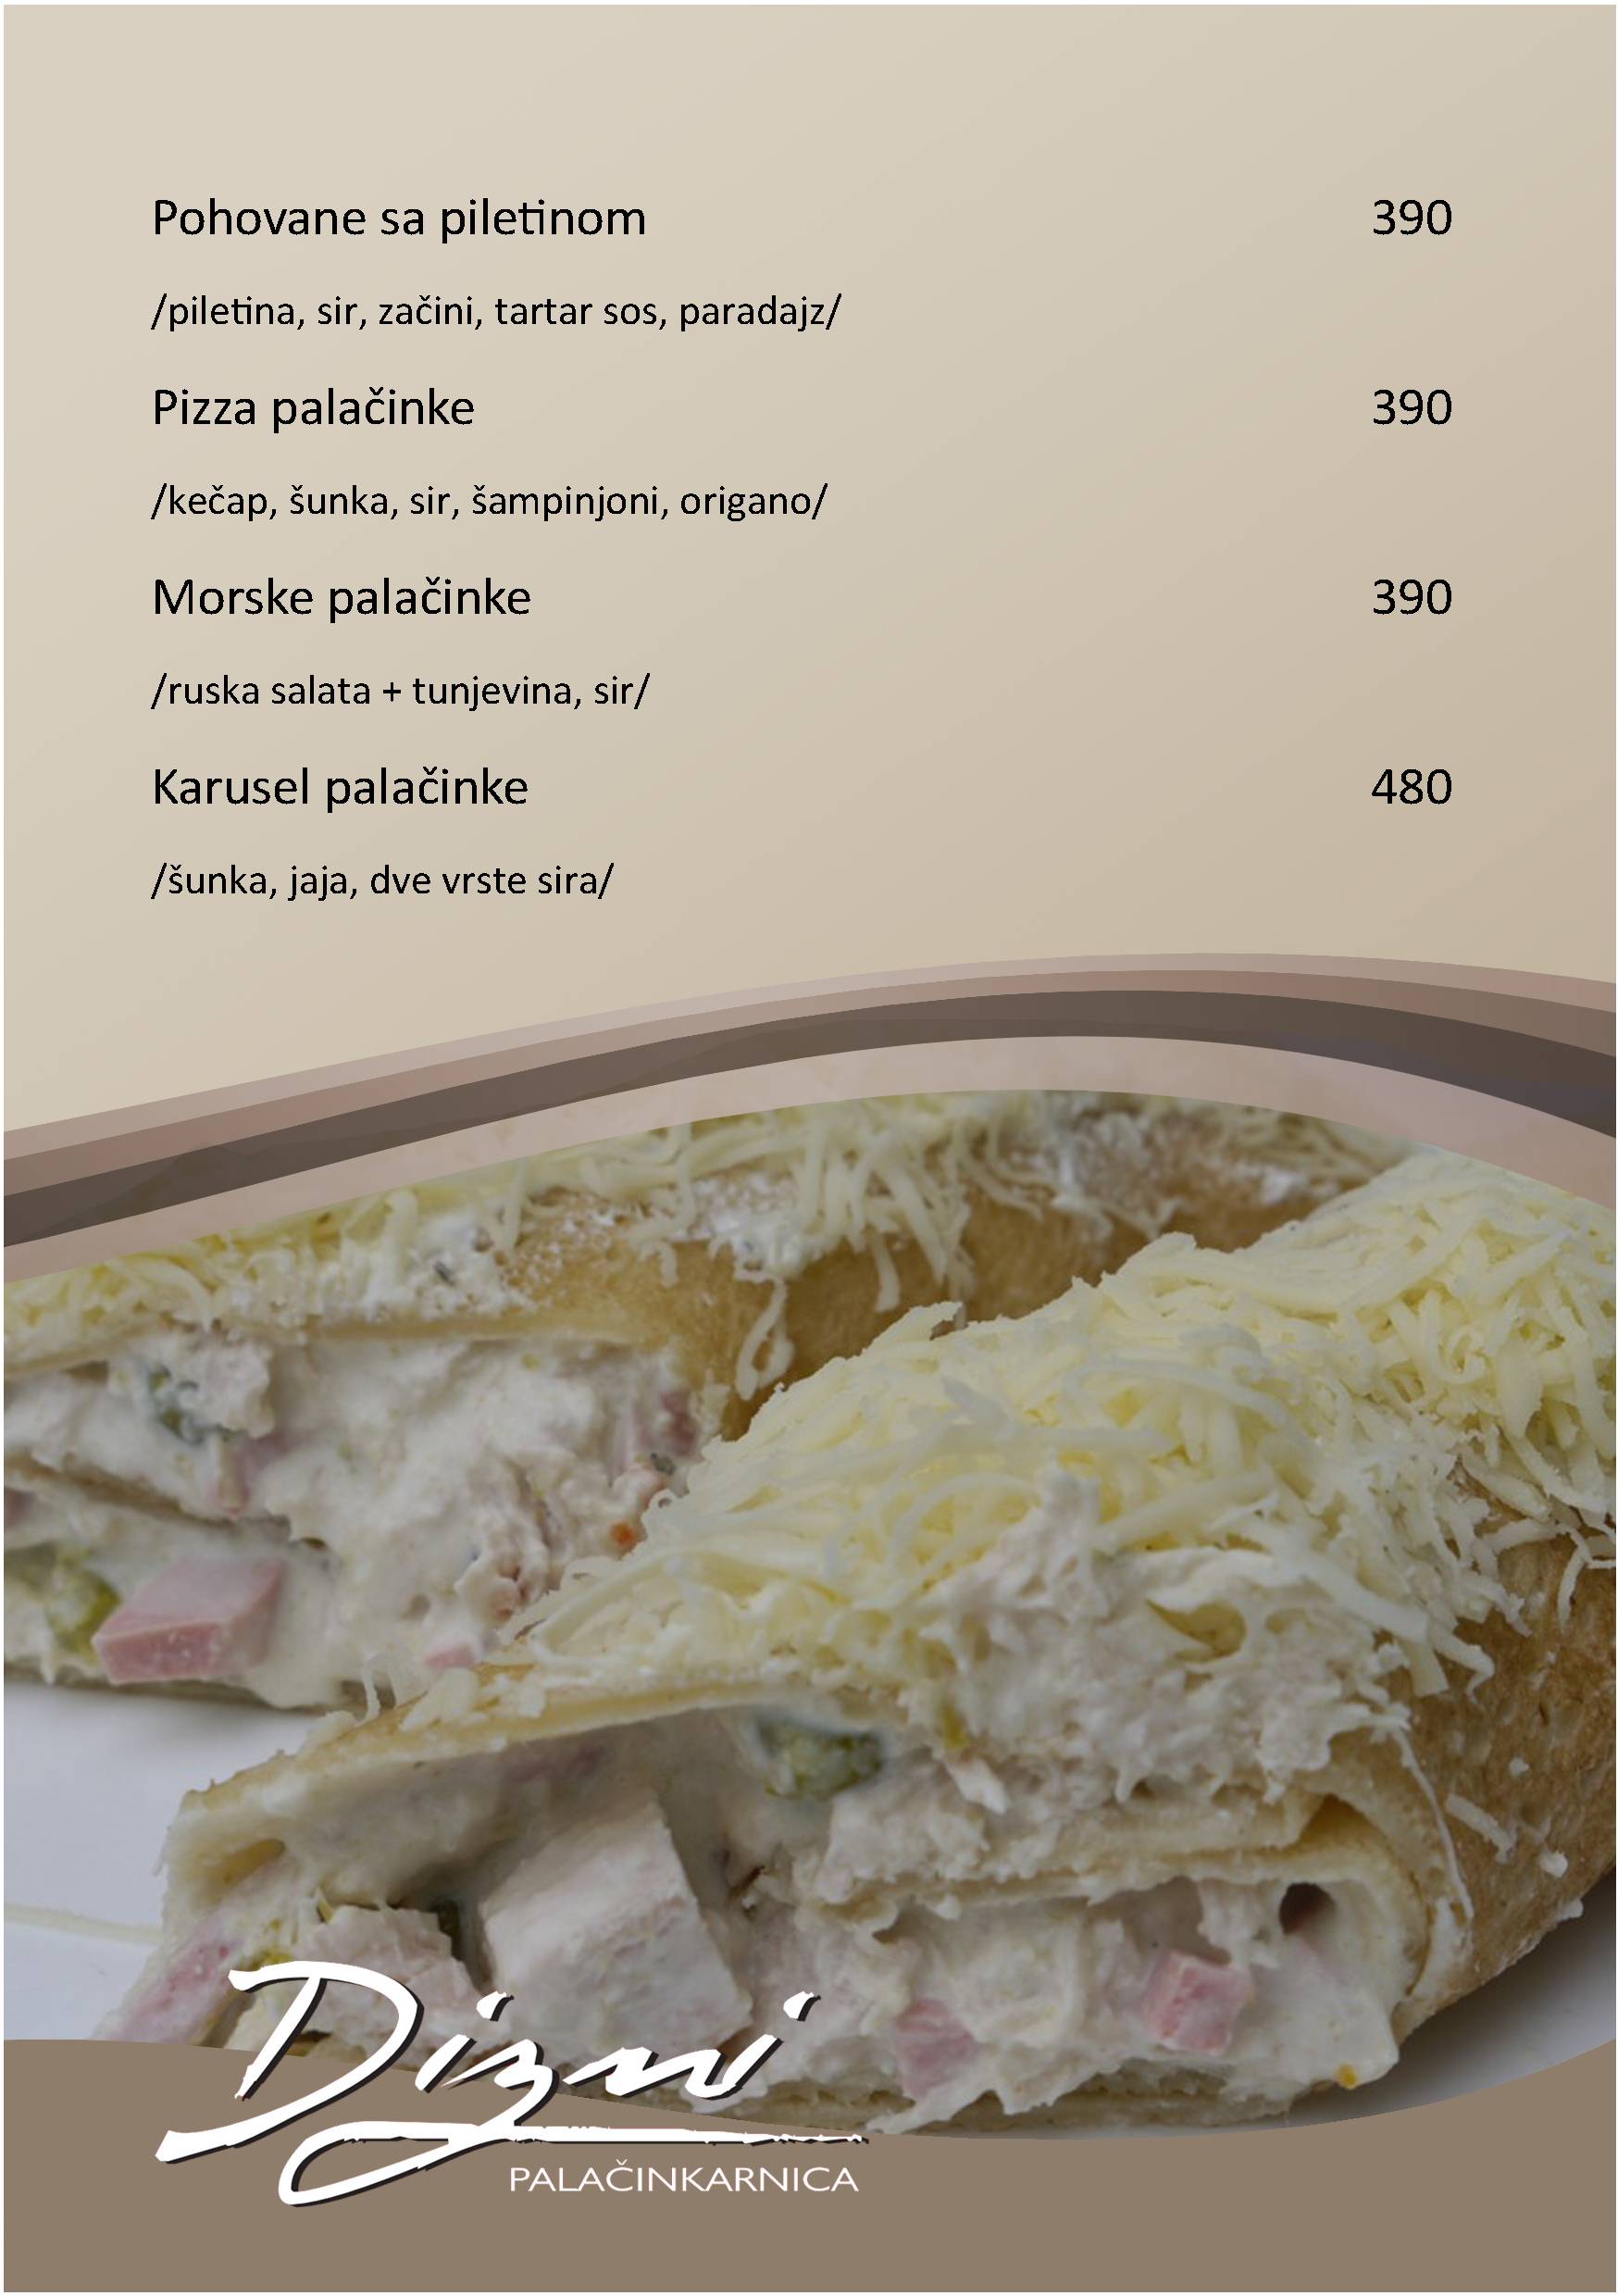 Pohovane sa piletinom 390
/piletina, sir, začini, tartar sos, paradajz/
Pizza palačinke 390
/kečap, šunka, sir, šampinjoni, origano/
Morske palačinke 390
/ruska salata + tunjevina, sir/
Karusel palačinke 480
/šunka, jaja, dve vrste sira/
Dizni
PALAČINKARNICA